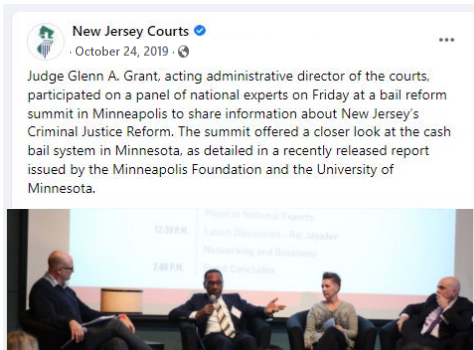 New Jersey Courts
· October 24, 2019 ·
Judge Glenn A. Grant, acting administrative director of the courts,
participated on a panel of national experts on Friday at a bail reform
summit in Minneapolis to share information about New Jersey's
Criminal Justice Reform. The summit offered a closer look at the cash
bail system in Minnesota, as detailed in a recently released report
issued by the Minneapolis Foundation and the University of
Minnesota.
Panel of National Experts
12:30 P.M.
Lunch Discussion
Networking and Questions
2:00 P.M.
Concludes